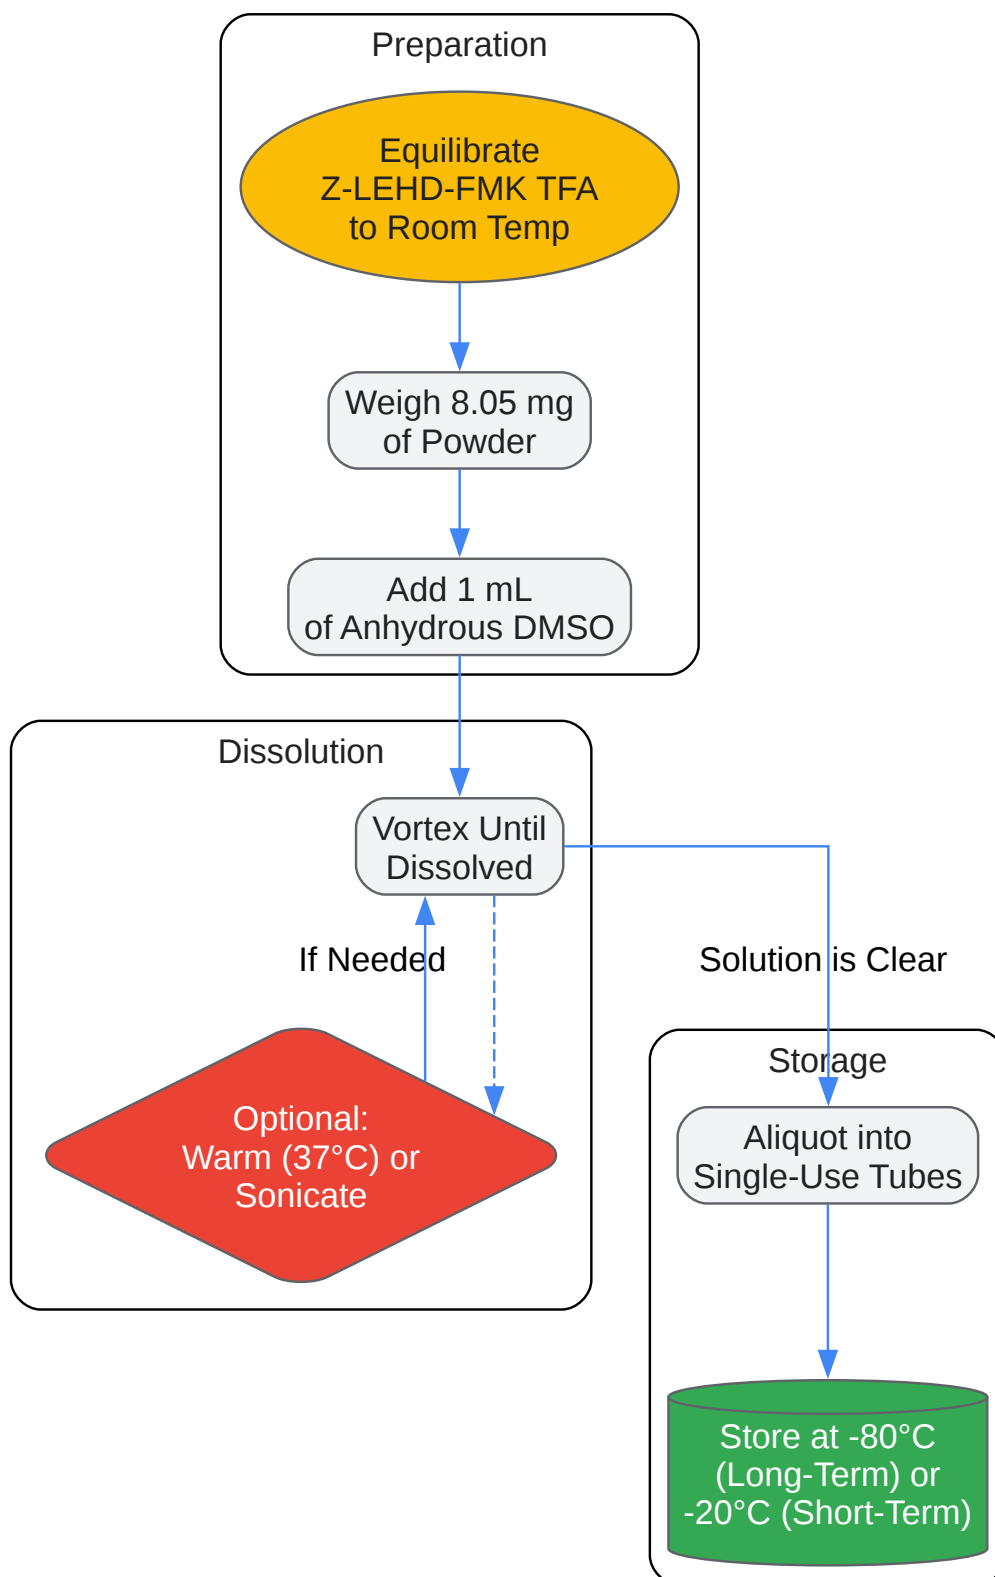 Preparation
Equilibrate
Z-LEHD-FMK TFA
to Room Temp
Weigh 8.05 mg
of Powder
Add 1 mL
of Anhydrous DMSO
Dissolution
Vortex Until
Dissolved
If Needed
Solution is Clear
Optional:
Warm (37°C) or
Sonicate
Storage
Aliquot into
Single-Use Tubes
Store at -80°C
(Long-Term) or
-20°C (Short-Term)